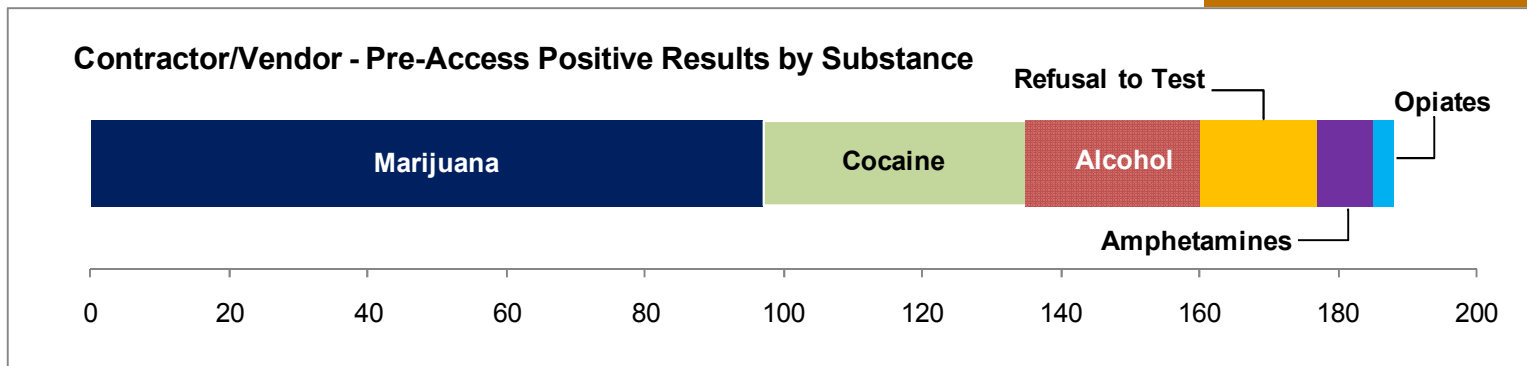 Contractor/Vendor - Pre-Access Positive Results by Substance
Refusal to Test
Opiates
Marijuana
Cocaine
Alcohol
Amphetamines
0 20 40 60 80 100 120 140 160 180 200